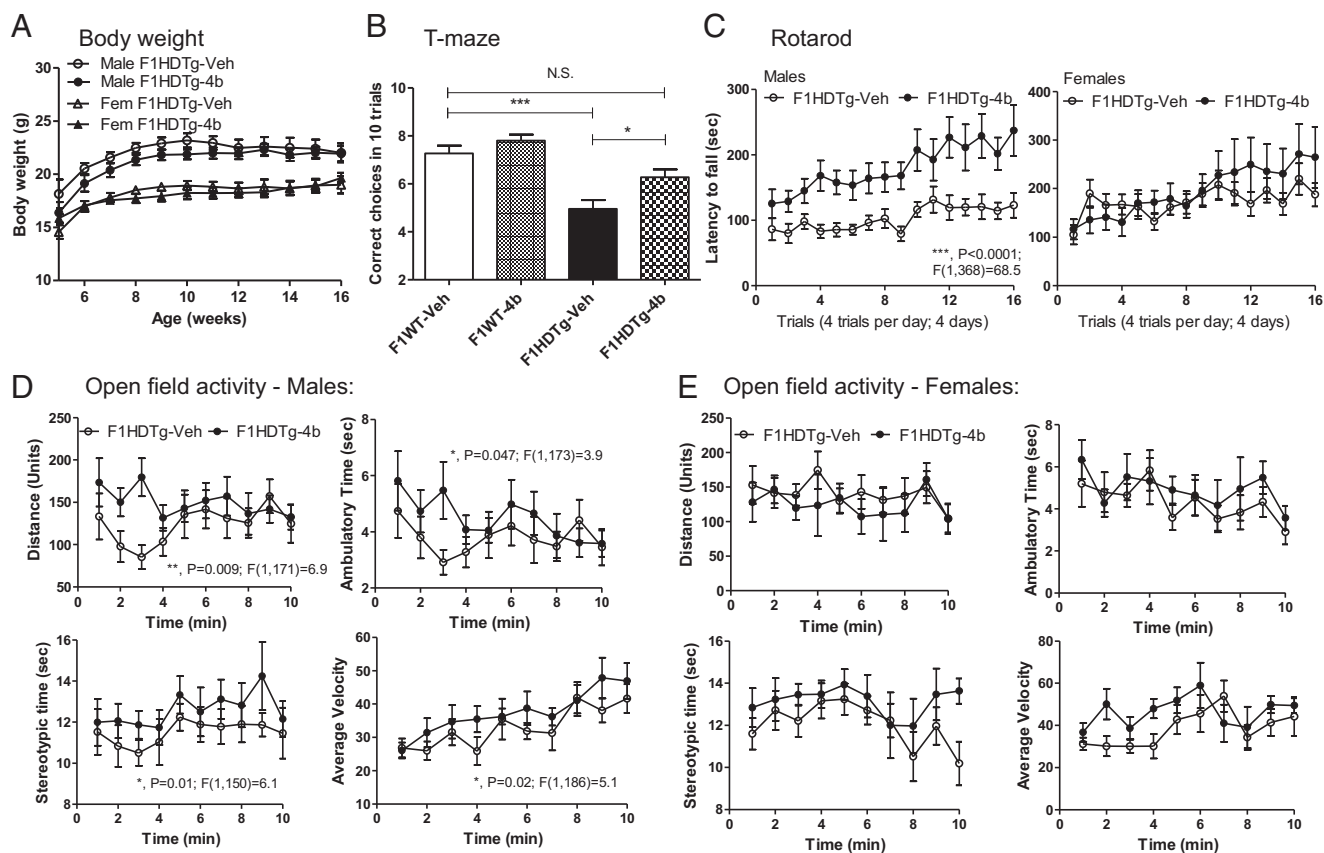 A Body weight
Male F1HDTg-Veh
Male F1HDTg-4b
Fem F1HDTg-Veh
Fem F1HDTg-4b
Body weight (g)
30
25
20
15
10
6 8 10 12 14 16
Age (weeks)
B T-maze
N.S.
***
*
Correct choices in 10 trials
10
8
6
4
2
F1WT-Veh
F1WT-4b
F1HDTg-Veh
F1HDTg-4b
C Rotarod
Males
F1HDTg-Veh F1HDTg-4b
Latency to fall (sec)
300
200
100
0
***, P<0.0001;
F(1,368)=68.5
0 4 8 12 16
Trials (4 trials per day; 4 days)
Females
F1HDTg-Veh F1HDTg-4b
400
300
200
100
0
0 4 8 12 16
Trials (4 trials per day; 4 days)
D Open field activity - Males:
F1HDTg-Veh F1HDTg-4b
Distance (Units)
250
200
150
100
50
**, P=0.009; F(1,171)=6.9
0 2 4 6 8 10
Time (min)
Ambulatory Time (sec)
8
6
4
2
*, P=0.047; F(1,173)=3.9
0 2 4 6 8 10
Time (min)
Stereotypic time (sec)
16
14
12
10
8
*, P=0.01; F(1,150)=6.1
0 2 4 6 8 10
Time (min)
Average Velocity
60
50
40
30
20
10
*, P=0.02; F(1,186)=5.1
0 2 4 6 8 10
Time (min)
E Open field activity - Females:
F1HDTg-Veh F1HDTg-4b
Distance (Units)
250
200
150
100
50
0
0 2 4 6 8 10
Time (min)
Ambulatory Time (sec)
8
6
4
2
0
0 2 4 6 8 10
Time (min)
Stereotypic time (sec)
16
14
12
10
8
0 2 4 6 8 10
Time (min)
Average Velocity
80
60
40
20
0
0 2 4 6 8 10
Time (min)